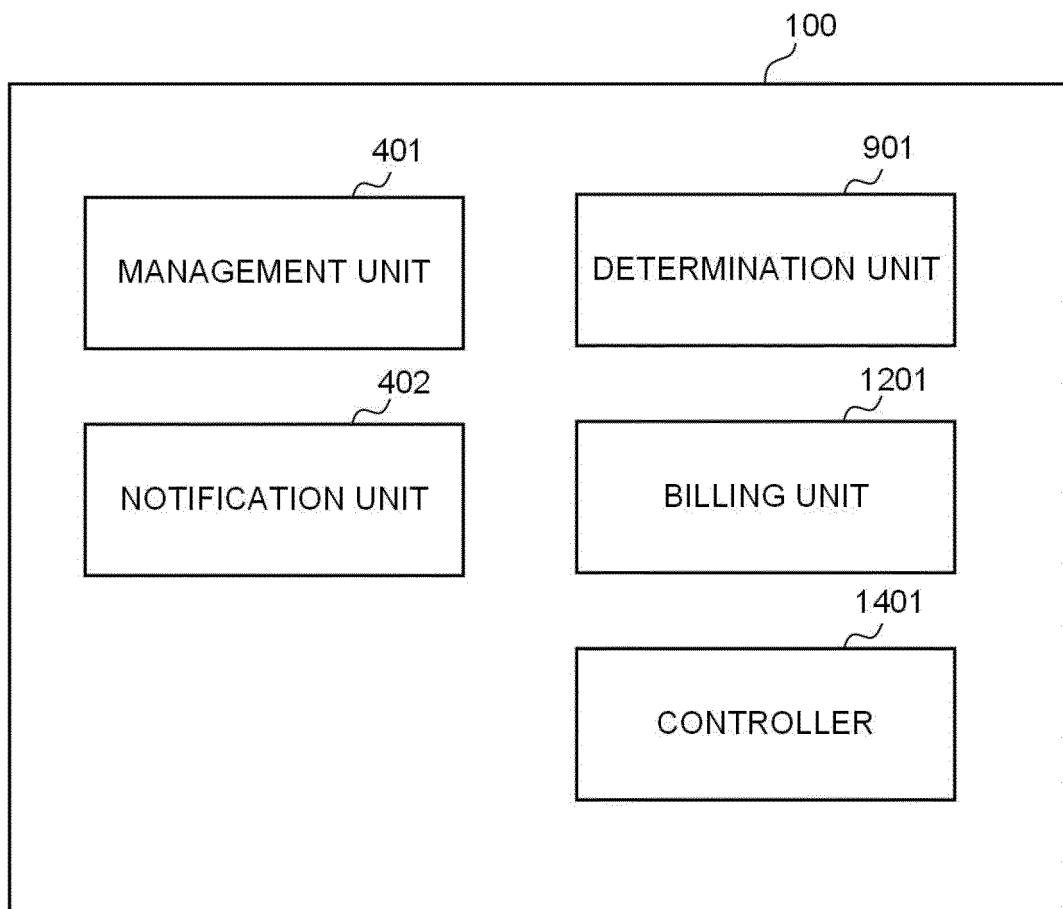 100
401
MANAGEMENT UNIT
901
DETERMINATION UNIT
402
NOTIFICATION UNIT
1201
BILLING UNIT
1401
CONTROLLER